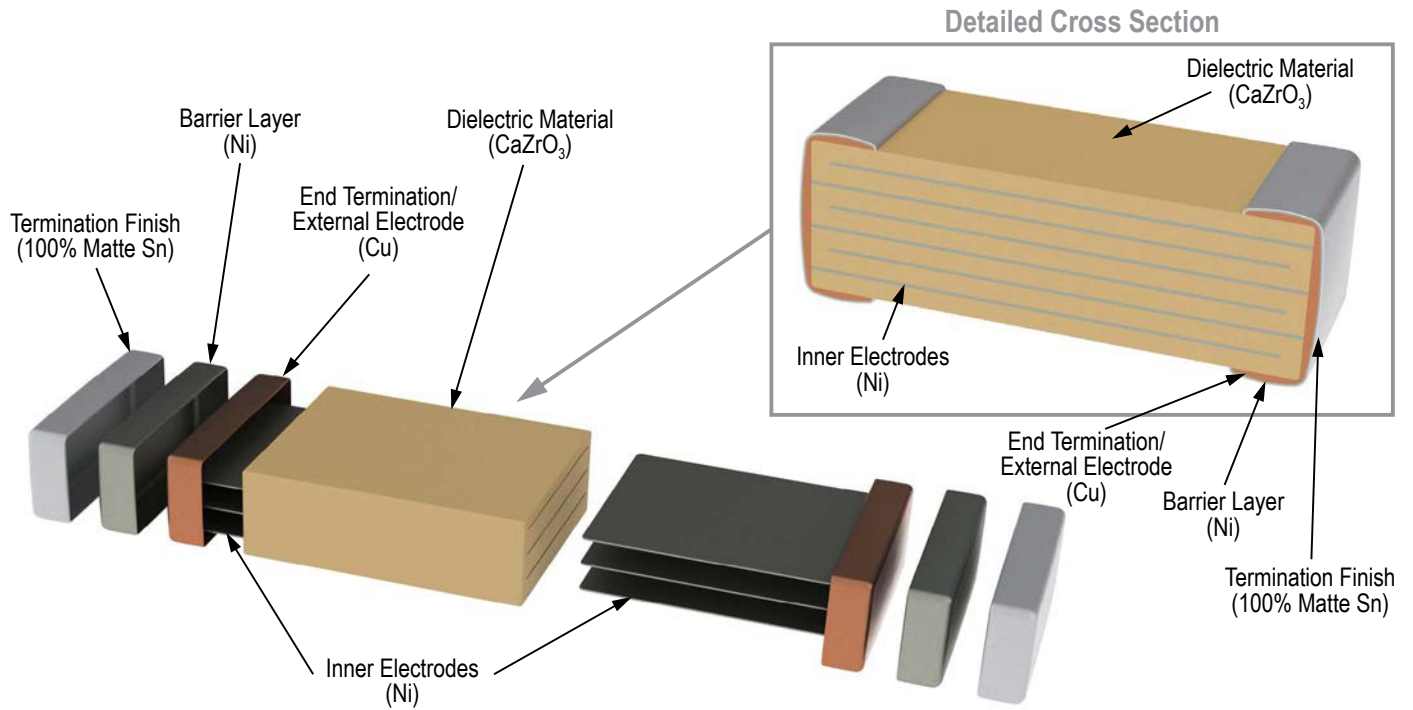 Detailed Cross Section
Dielectric Material
(CaZrO₃)
Barrier Layer
(Ni)
Dielectric Material
(CaZrO₃)
End Termination/
External Electrode
(Cu)
Termination Finish
(100% Matte Sn)
Inner Electrodes
(Ni)
End Termination/
External Electrode
(Cu)
Barrier Layer
(Ni)
Termination Finish
(100% Matte Sn)
Inner Electrodes
(Ni)